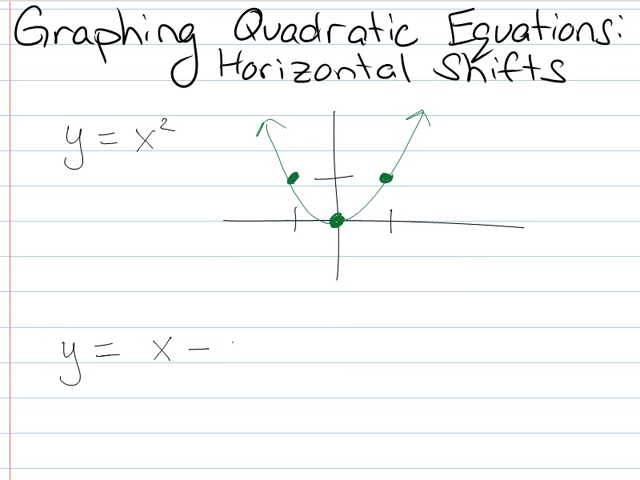 Graphing Quadratic Equations:
Horizontal Shifts
y = x²
y = x -